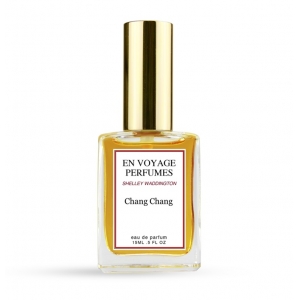 EN VOYAGE
PERFUMES
SHELLEY WADDINGTON
Chang Chang
eau de parfum
15ML .5 FL OZ